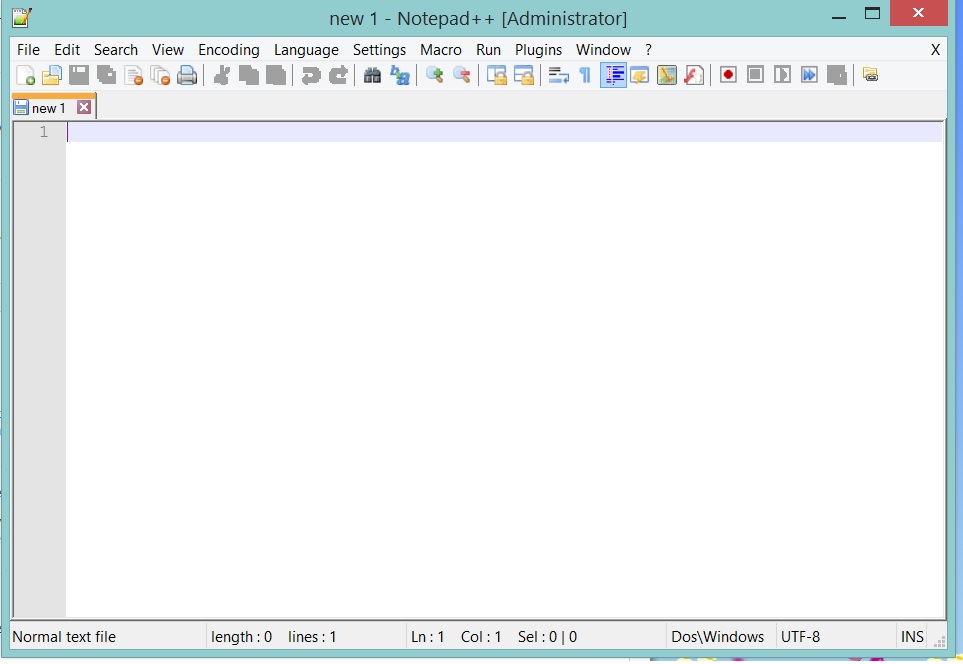 new 1 - Notepad++ [Administrator]
File Edit Search View Encoding Language Settings Macro Run Plugins Window ? X
new 1
1
Normal text file length : 0 lines : 1 Ln : 1 Col : 1 Sel : 0 | 0 Dos\Windows UTF-8 INS